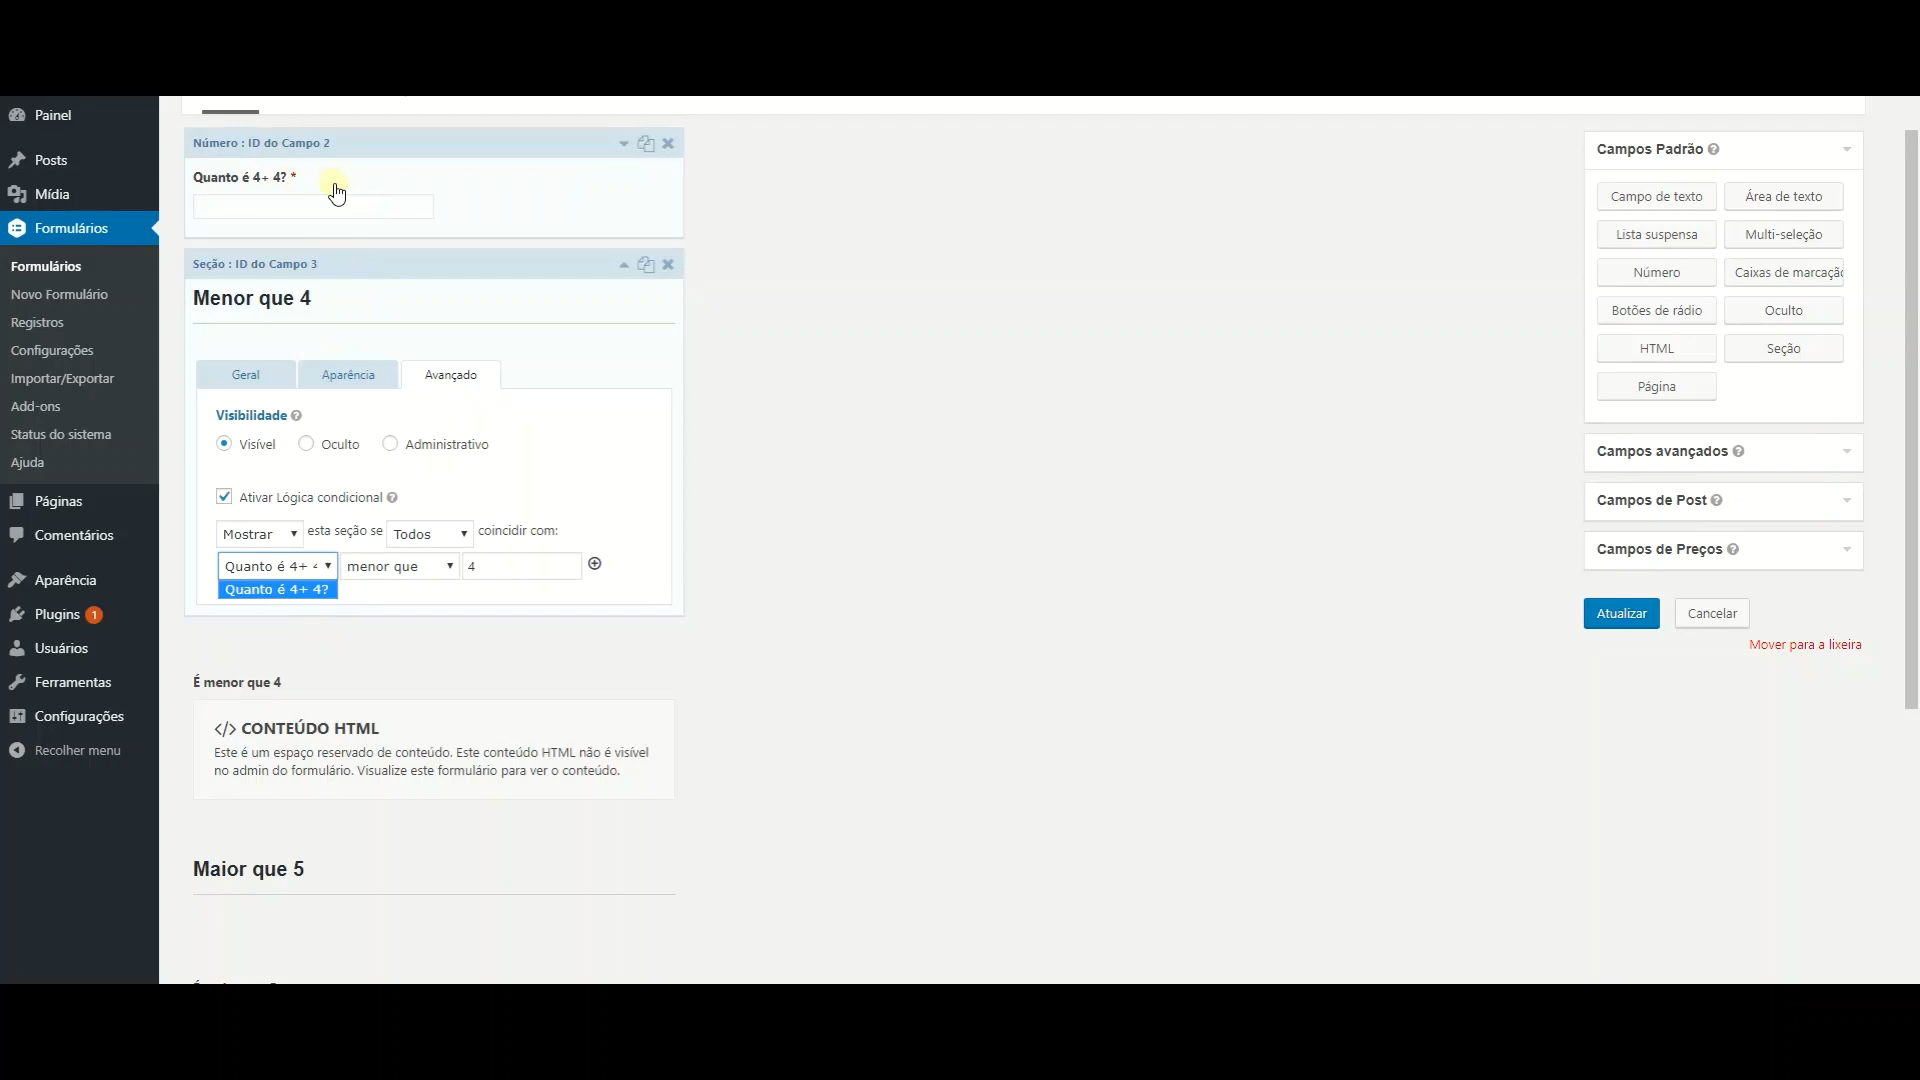 Painel
Posts
Mídia
Formulários
Formulários
Novo Formulário
Registros
Configurações
Importar/Exportar
Add-ons
Status do sistema
Ajuda
Páginas
Comentários
Aparência
Plugins 1
Usuários
Ferramentas
Configurações
Recolher menu
Número : ID do Campo 2
Quanto é 4+ 4? *
Seção : ID do Campo 3
Menor que 4
Geral Aparência Avançado
Visibilidade
Visível Oculto Administrativo
Ativar Lógica condicional
Mostrar esta seção se Todos coincidir com:
Quanto é 4+ menor que 4
Quanto é 4+ 4?
É menor que 4
</> CONTEÚDO HTML
Este é um espaço reservado de conteúdo. Este conteúdo HTML não é visível
no admin do formulário. Visualize este formulário para ver o conteúdo.
Maior que 5
Campos Padrão
Campo de texto Área de texto
Lista suspensa Multi-seleção
Número Caixas de marcaçã
Botões de rádio Oculto
HTML Seção
Página
Campos avançados
Campos de Post
Campos de Preços
Atualizar Cancelar
Mover para a lixeira